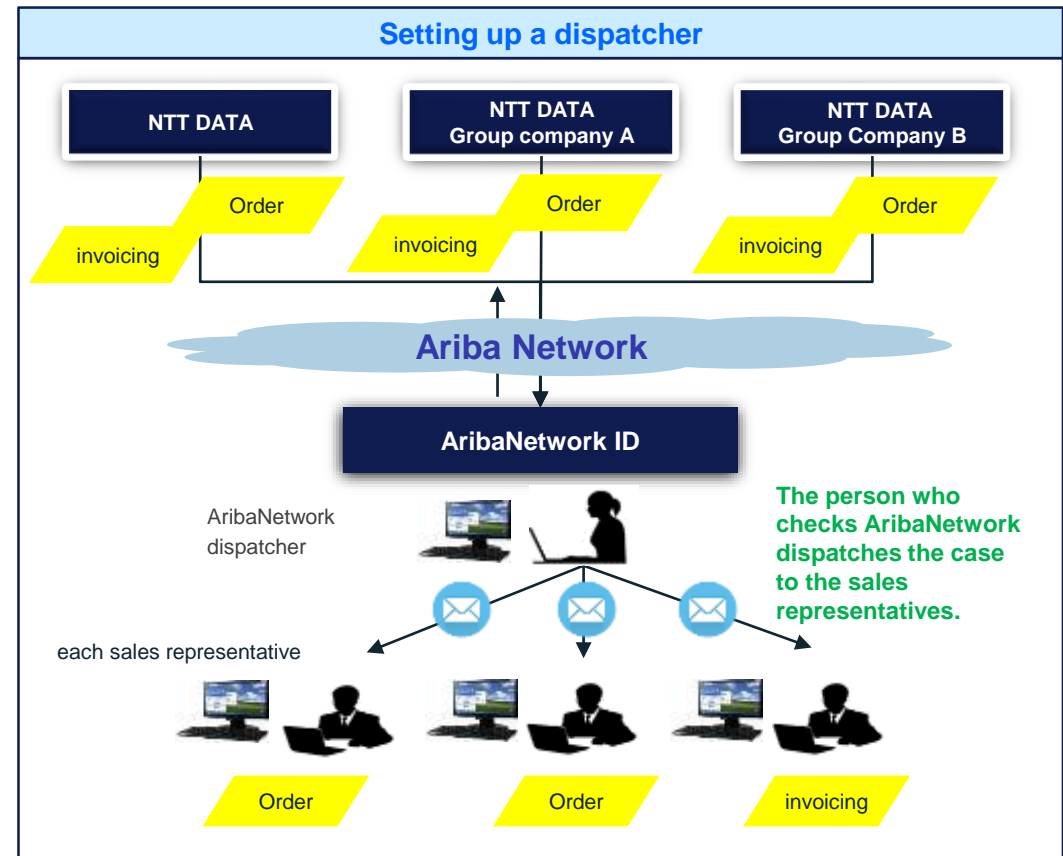 Setting up a dispatcher
NTT DATA
NTT DATA
Group company A
NTT DATA
Group Company B
Order
invoicing
Order
invoicing
Order
invoicing
Ariba Network
AribaNetwork ID
AribaNetwork
dispatcher
The person who
checks AribaNetwork
dispatches the case
to the sales
representatives.
each sales representative
Order
Order
invoicing